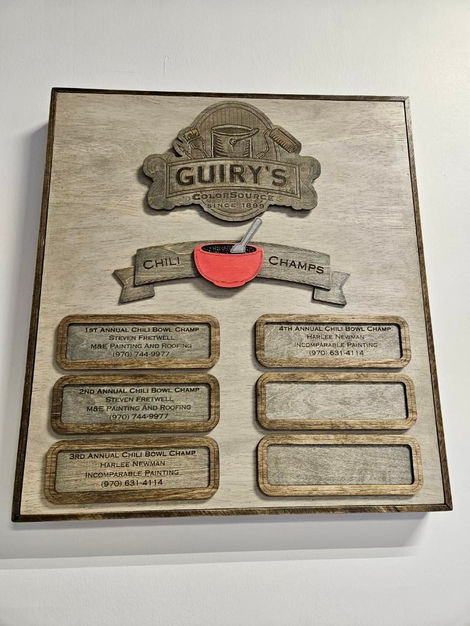 GUIRY'S
COLORSOURCE
SINCE 1899
CHILI CHAMPS
1ST ANNUAL CHILI BOWL CHAMP
STEVEN FRETWELL
M&E PAINTING AND ROOFING
(970) 744-9977
2ND ANNUAL CHILI BOWL CHAMP
STEVEN FRETWELL
M&E PAINTING AND ROOFING
(970) 744-9977
3RD ANNUAL CHILI BOWL CHAMP
HARLEE NEWMAN
INCOMPARABLE PAINTING
(970) 631-4114
4TH ANNUAL CHILI BOWL CHAMP
HARLEE NEWMAN
INCOMPARABLE PAINTING
(970) 631-4114